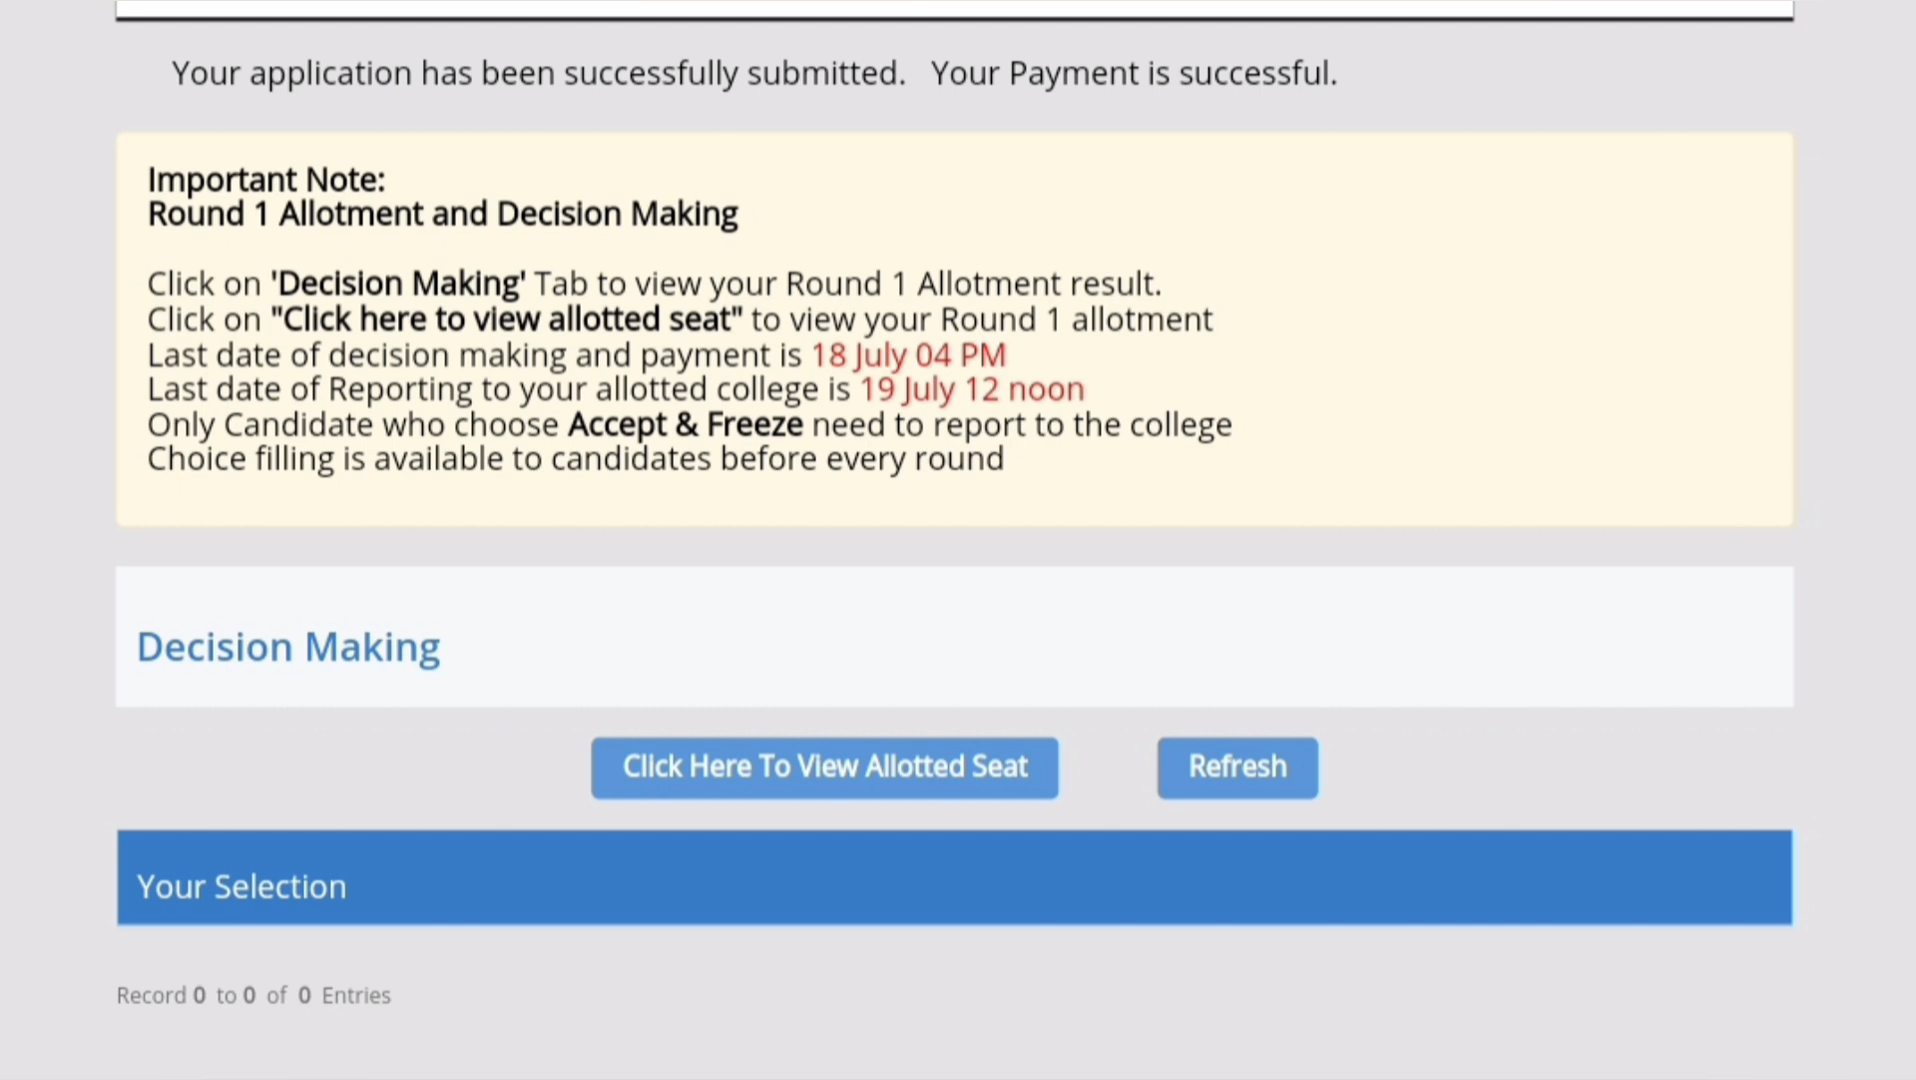 Your application has been successfully submitted. Your Payment is successful.
Important Note:
Round 1 Allotment and Decision Making
Click on 'Decision Making' Tab to view your Round 1 Allotment result.
Click on "Click here to view allotted seat" to view your Round 1 allotment
Last date of decision making and payment is 18 July 04 PM
Last date of Reporting to your allotted college is 19 July 12 noon
Only Candidate who choose Accept & Freeze need to report to the college
Choice filling is available to candidates before every round
Decision Making
Click Here To View Allotted Seat Refresh
Your Selection
Record 0 to 0 of 0 Entries